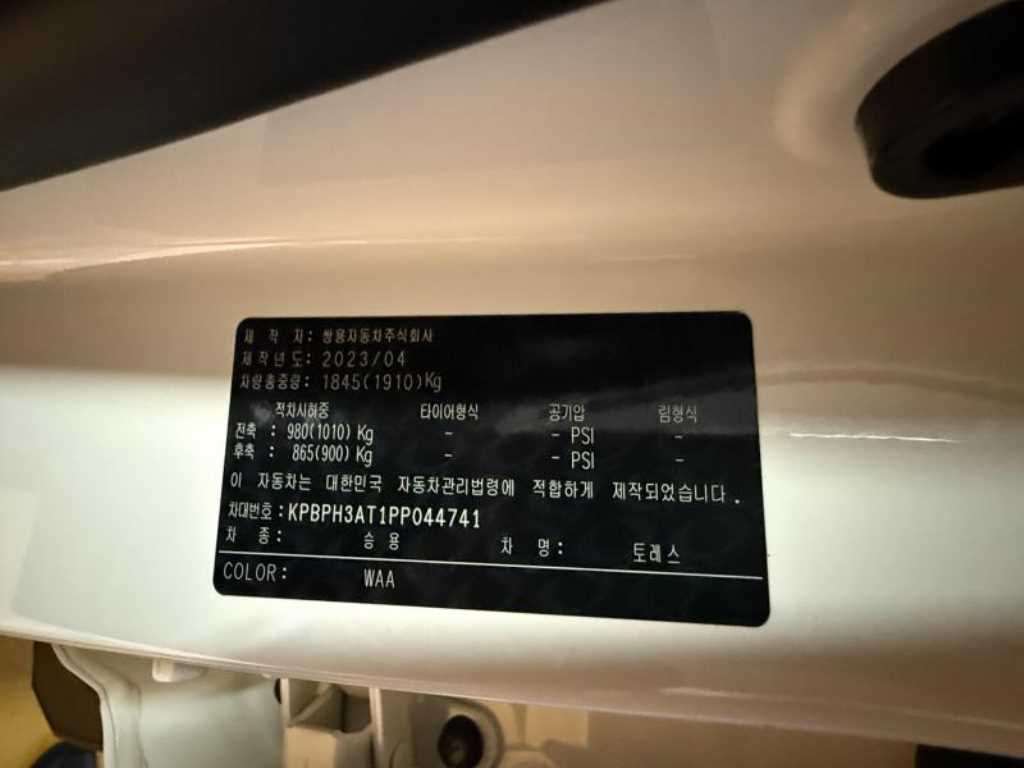 제 작 자 : 쌍용자동차주식회사
제작년도 : 2023/04
차량총중량 : 1845(1910)Kg
적차시허중 타이어형식 공기압 림형식
전축 : 980(1010) Kg - - PSI -
후축 : 865(900) Kg - - PSI -
이 자동차는 대한민국 자동차관리법령에 적합하게 제작되었습니다.
차대번호 : KPBPH3AT1PP044741
차 종 : 승 용 차 명 : 토레스
COLOR : WAA